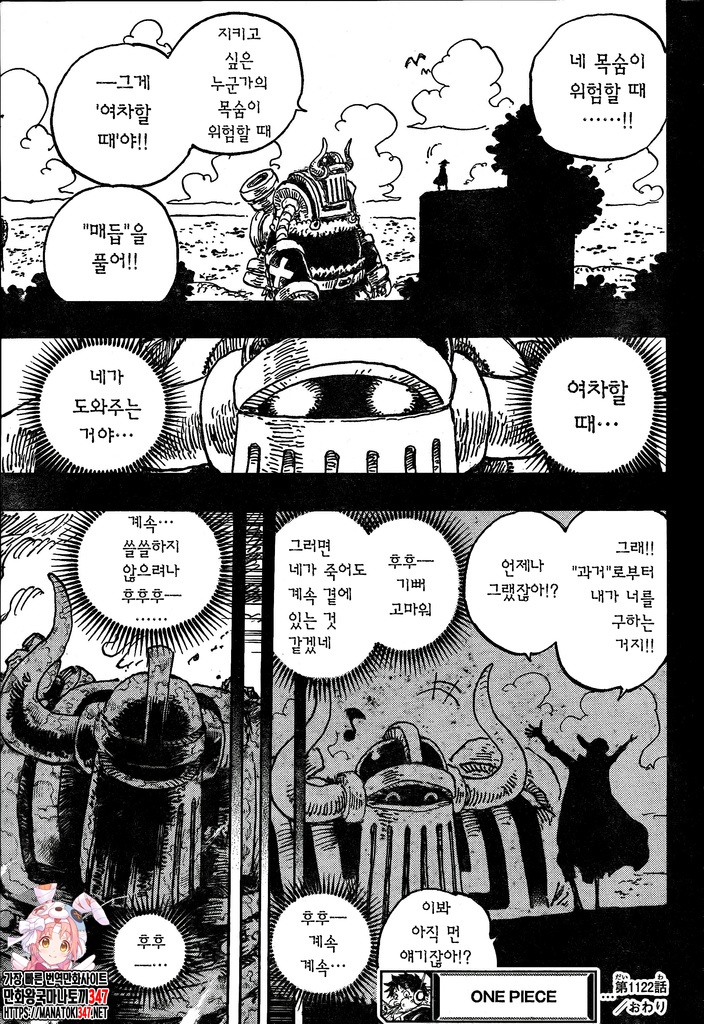 네 목숨이
위험할 때
……!!
지키고
싶은
누군가의
목숨이
위험할 때
—그게
'여차할
때'야!!
"매듭"을
풀어!!
여차할
때…
네가
도와주는
거야…
그래!!
"과거"로부터
내가 너를
구하는
거지!!
언제나
그랬잖아!?
후후—
기뻐
고마워
그러면
네가 죽어도
계속 곁에
있는 것
같겠네
이봐
아직 먼
얘기잖아!?
후후—
계속
계속…
계속…
쓸쓸하지
않으려나
후후후—
……
후후
—…
ONE PIECE
…第1122話
だい わ
／おわり
가장 빠른 번역만화사이트
만화왕국마나토끼347
HTTPS://MANATOKI347.NET